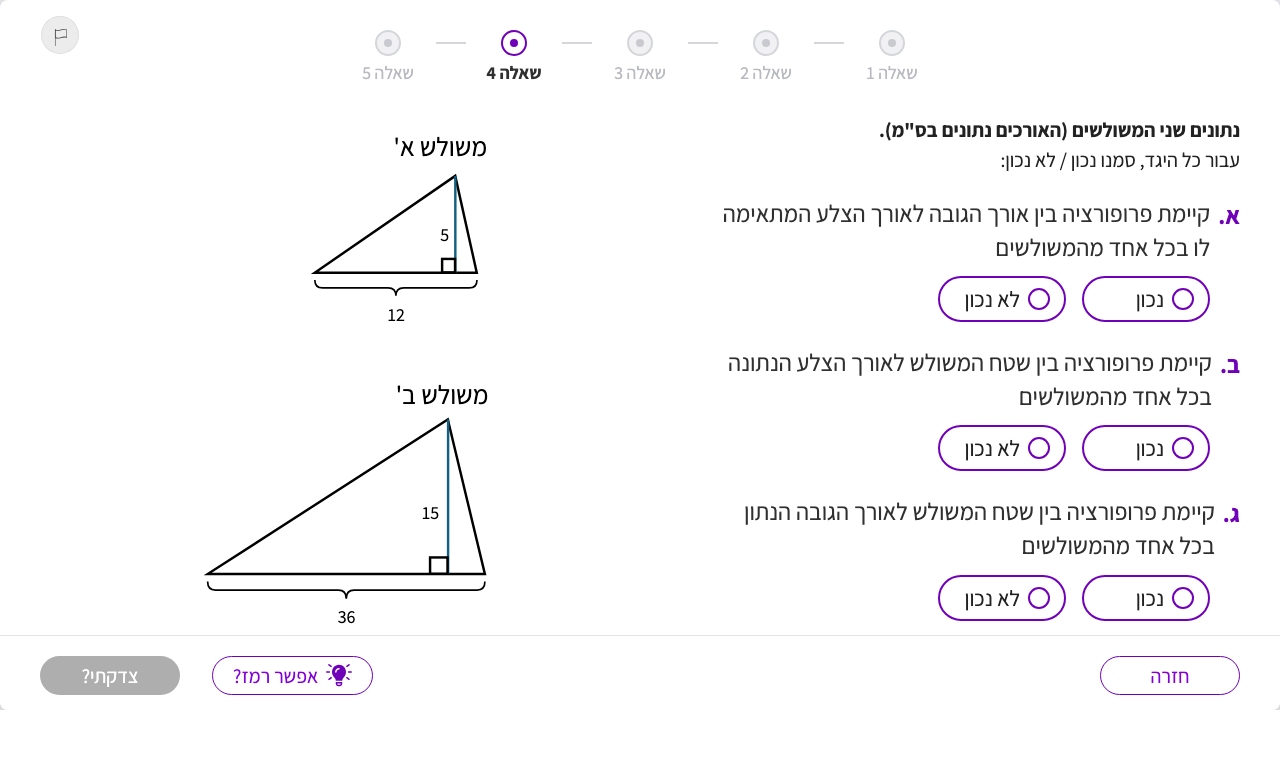 שאלה 1
שאלה 2
שאלה 3
שאלה 4
שאלה 5
נתונים שני המשולשים (האורכים נתונים בס"מ).
עבור כל היגד, סמנו נכון / לא נכון:
א. קיימת פרופורציה בין אורך הגובה לאורך הצלע המתאימה
לו בכל אחד מהמשולשים
נכון
לא נכון
ב. קיימת פרופורציה בין שטח המשולש לאורך הצלע הנתונה
בכל אחד מהמשולשים
נכון
לא נכון
ג. קיימת פרופורציה בין שטח המשולש לאורך הגובה הנתון
בכל אחד מהמשולשים
נכון
לא נכון
משולש א'
5
12
משולש ב'
15
36
חזרה
אפשר רמז?
צדקתי?